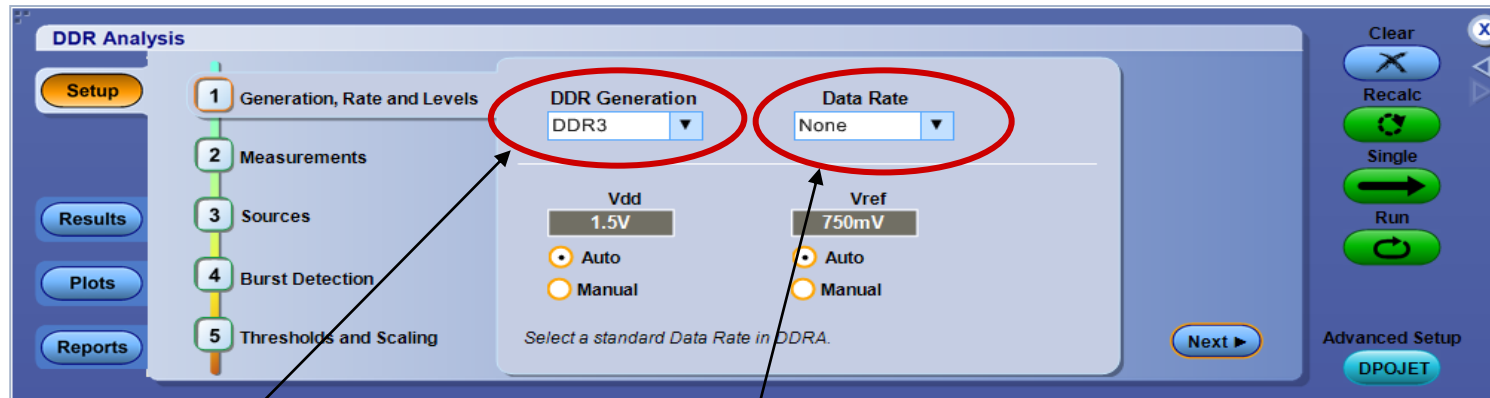 DDR Analysis
Setup
Results
Plots
Reports
1 Generation, Rate and Levels
2 Measurements
3 Sources
4 Burst Detection
5 Thresholds and Scaling
DDR Generation
DDR3
Data Rate
None
Vdd
1.5V
Auto
Manual
Vref
750mV
Auto
Manual
Select a standard Data Rate in DDRA.
Next
Clear
X
Recalc
Single
Run
Advanced Setup
DPOJET